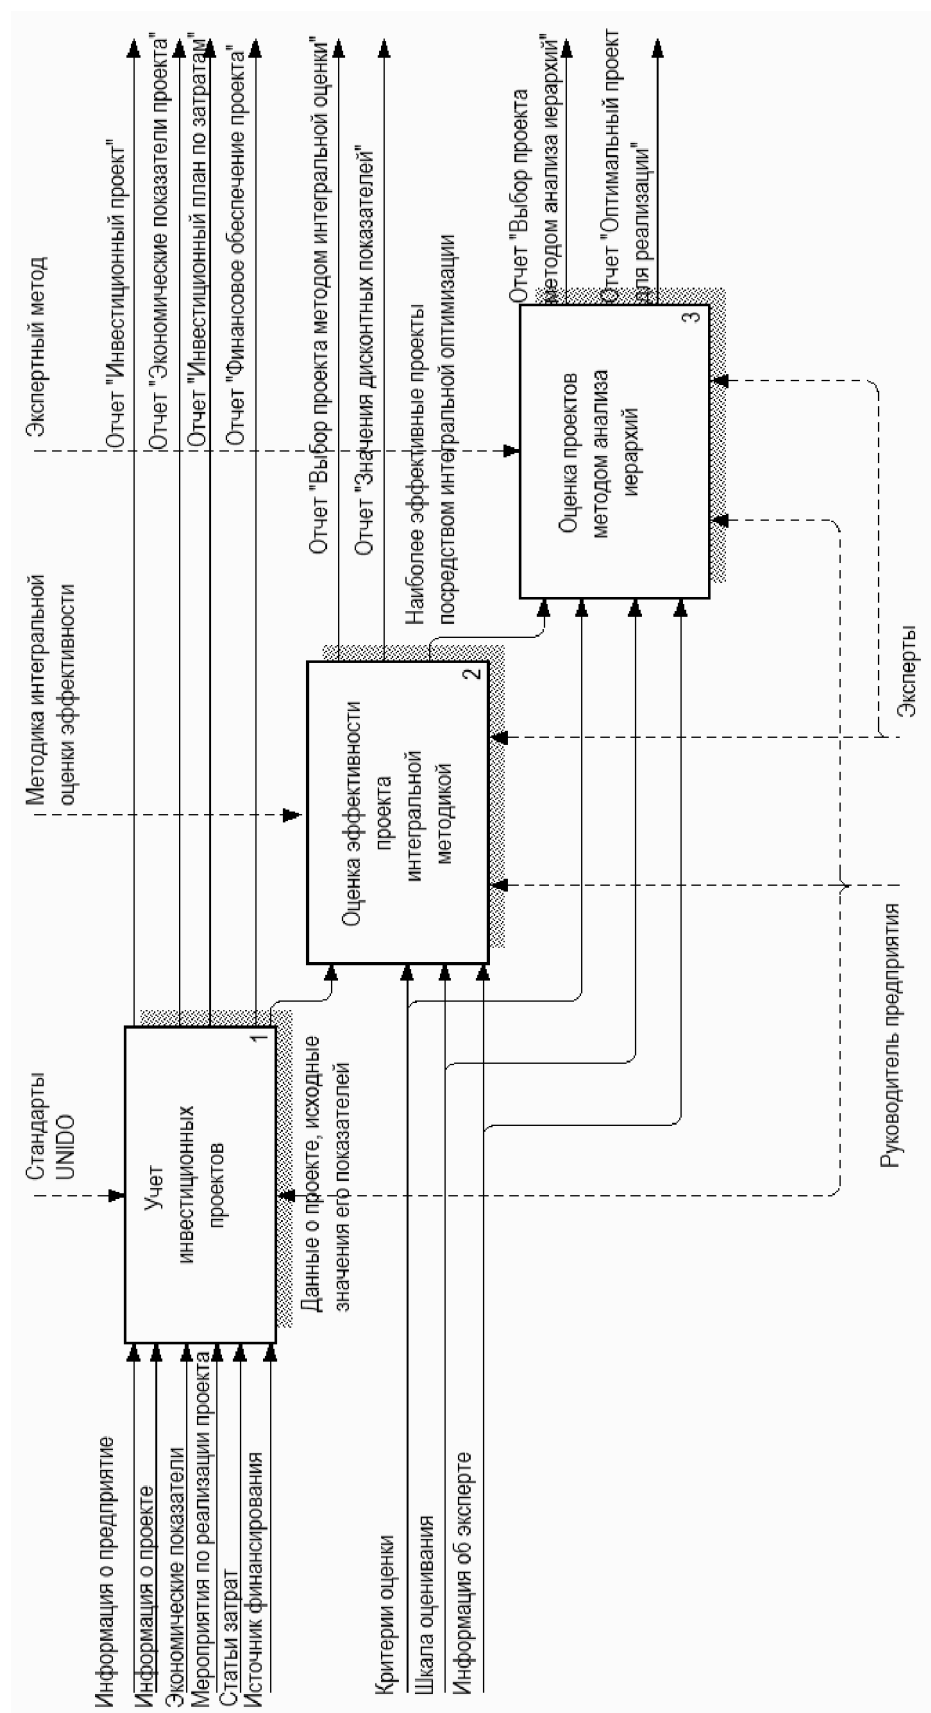 Стандарты
UNIDO
Методика интегральной
оценки эффективности
Экспертный метод
Информация о предприятие
Информация о проекте
Экономические показатели
Мероприятия по реализации проекта
Статьи затрат
Источник финансирования
Учет
инвестиционных
проектов
1
Отчет "Инвестиционный проект"
Отчет "Экономические показатели проекта"
Отчет "Инвестиционный план по затратам"
Отчет "Финансовое обеспечение проекта"
Данные о проекте, исходные
значения его показателей
Оценка эффективности
проекта
интегральной
методикой
2
Отчет "Выбор проекта методом интегральной оценки"
Отчет "Значения дисконтных показателей"
Наиболее эффективные проекты
посредством интегральной оптимизации
Критерии оценки
Шкала оценивания
Информация об эксперте
Оценка проектов
методом анализа
иерархий
3
Отчет "Выбор проекта
методом анализа иерархий"
Отчет "Оптимальный проект
для реализации"
Руководитель предприятия
Эксперты